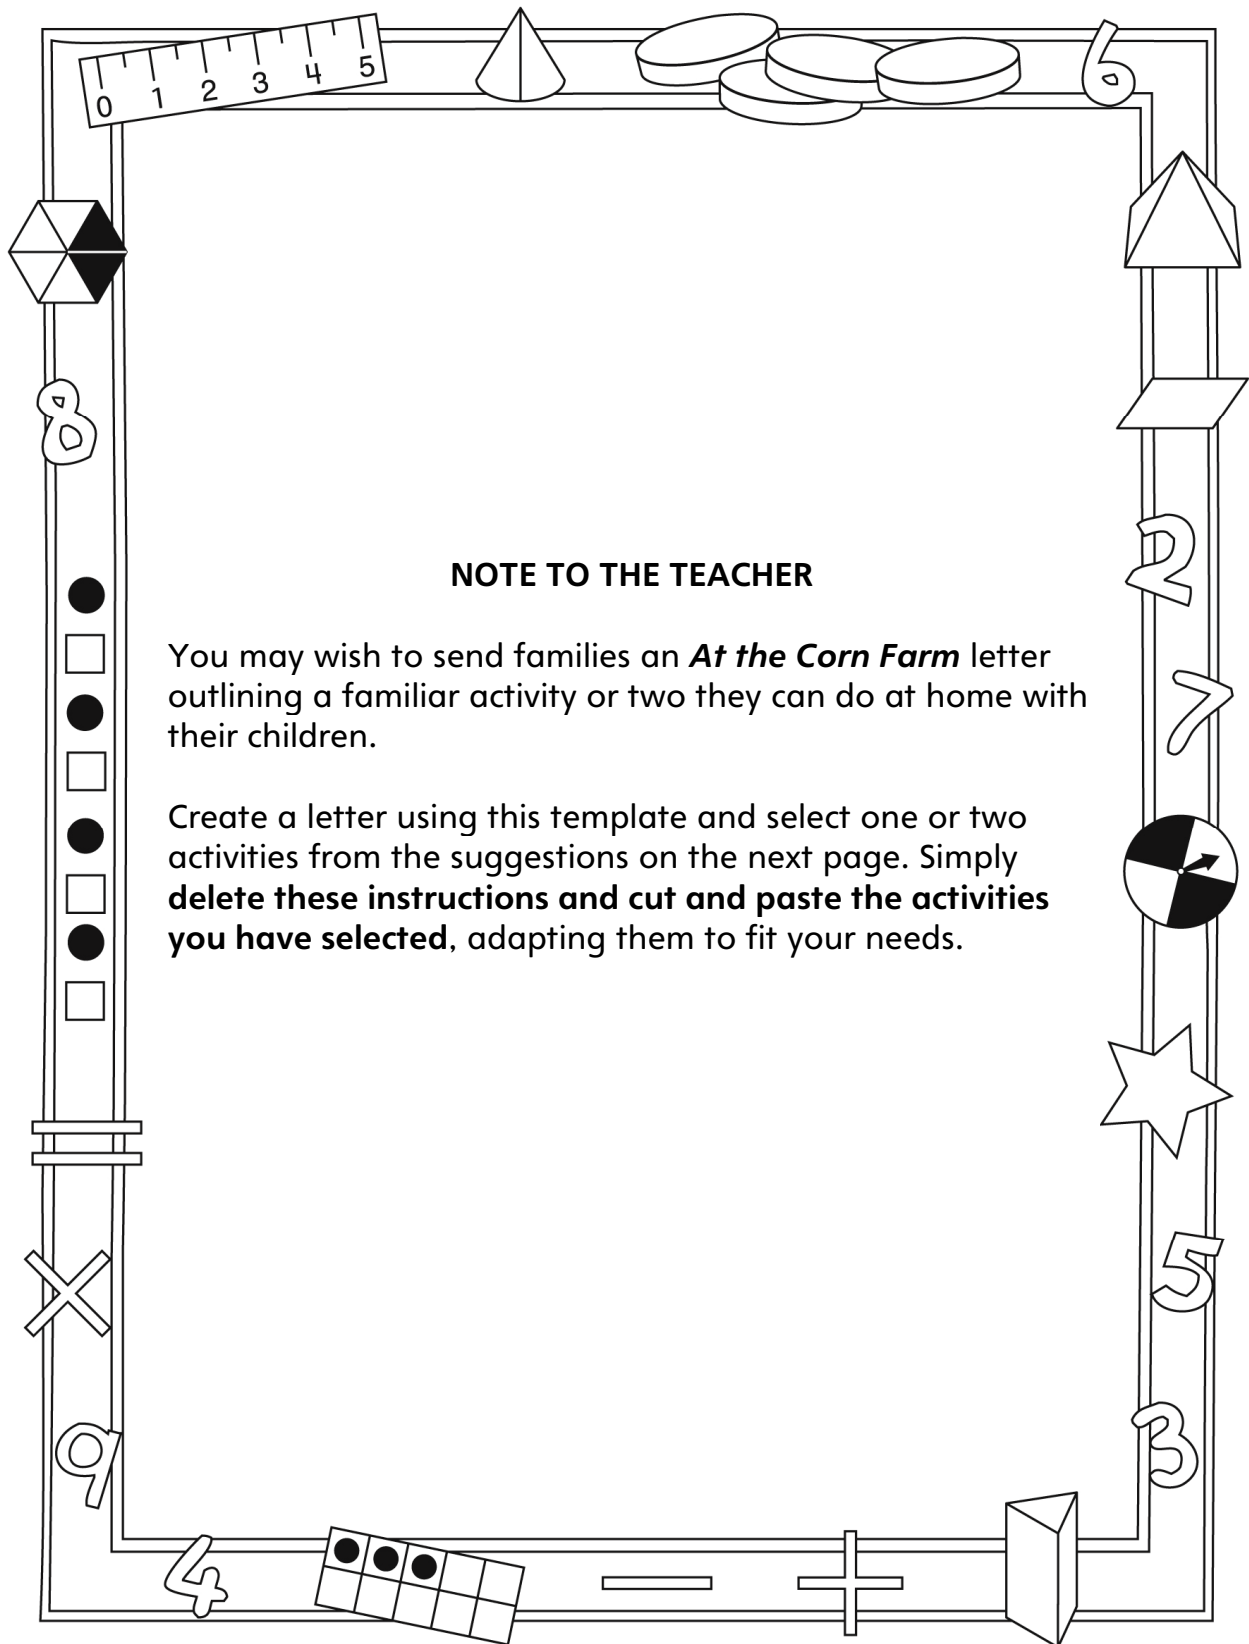 0 1 2 3 4 5
6
8
2
NOTE TO THE TEACHER
You may wish to send families an At the Corn Farm letter
outlining a familiar activity or two they can do at home with
their children.
7
Create a letter using this template and select one or two
activities from the suggestions on the next page. Simply
delete these instructions and cut and paste the activities
you have selected, adapting them to fit your needs.
=
×
5
3
9
4
− +